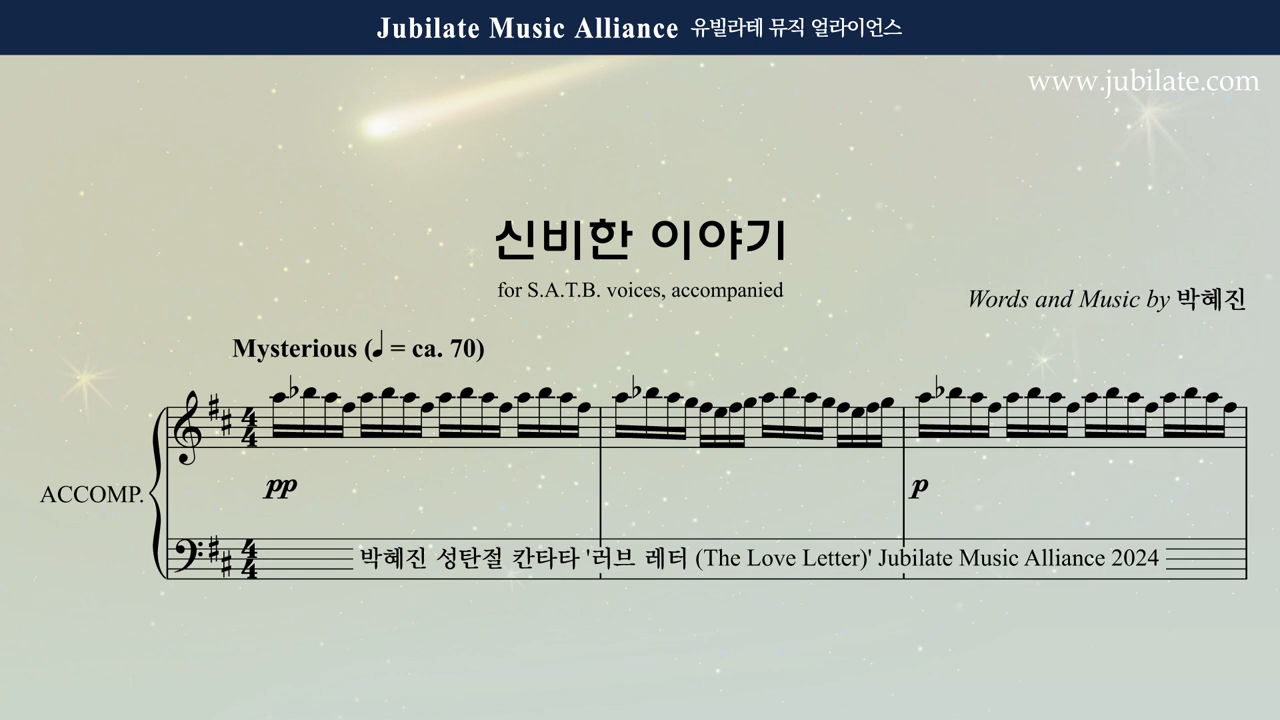 Jubilate Music Alliance 유빌라테 뮤직 얼라이언스
www.jubilate.com
신비한 이야기
for S.A.T.B. voices, accompanied
Words and Music by 박혜진
Mysterious (♩ = ca. 70)
pp
p
ACCOMP.
박혜진 성탄절 칸타타 '러브 레터 (The Love Letter)' Jubilate Music Alliance 2024